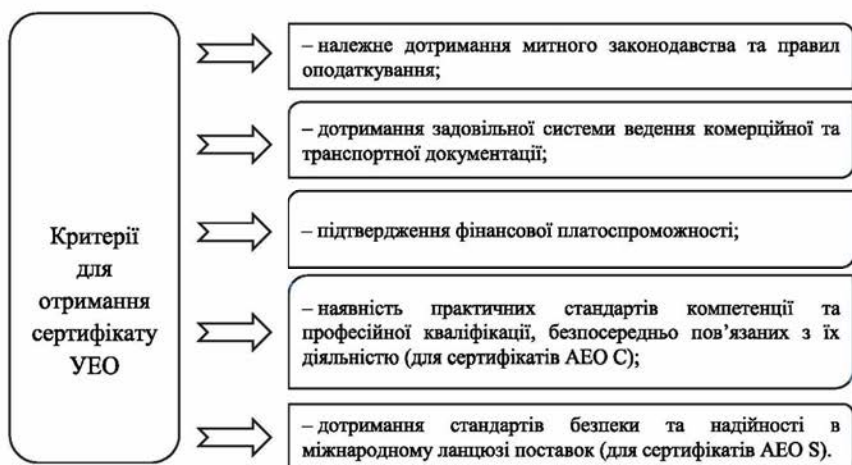 Критерії
для
отримання
сертифікату
УЕО
– належне дотримання митного законодавства та правил
оподаткування;
– дотримання задовільної системи ведення комерційної та
транспортної документації;
– підтвердження фінансової платоспроможності;
– наявність практичних стандартів компетенції та
професійної кваліфікації, безпосередньо пов’язаних з їх
діяльністю (для сертифікатів АЕО С);
– дотримання стандартів безпеки та надійності в
міжнародному ланцюзі поставок (для сертифікатів АЕО S).